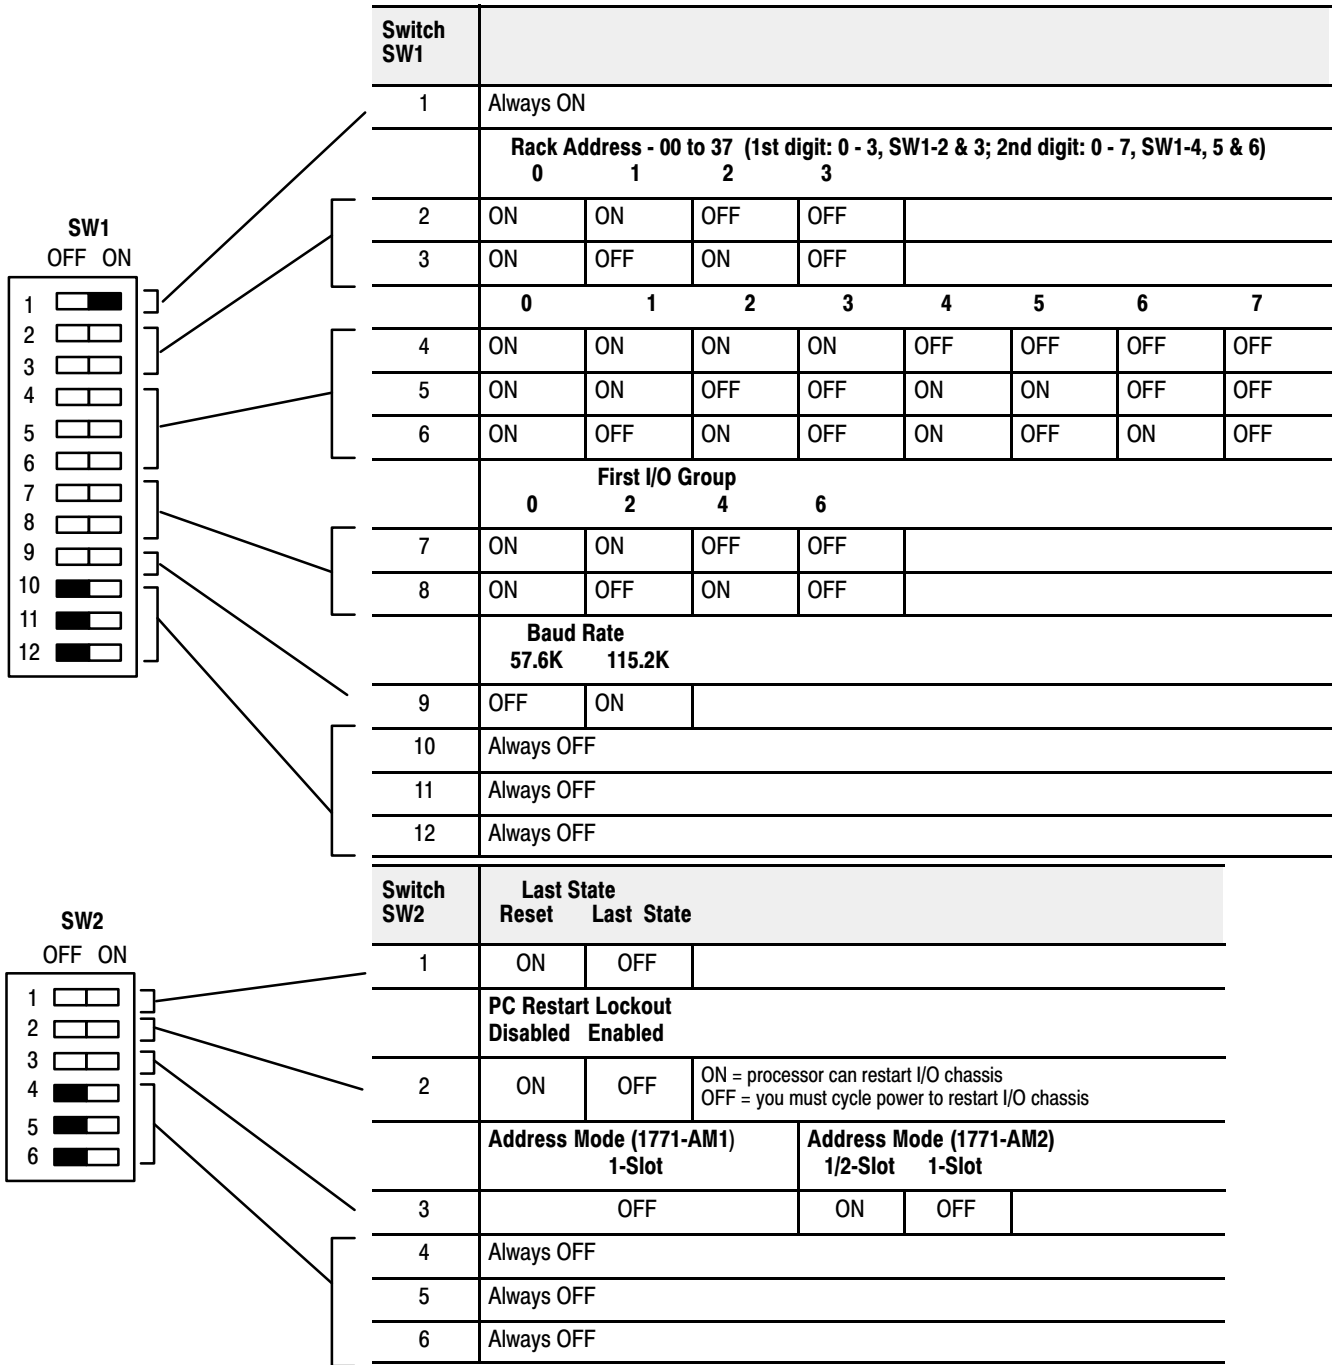 Switch
SW1
1 Always ON
Rack Address - 00 to 37 (1st digit: 0 - 3, SW1-2 & 3; 2nd digit: 0 - 7, SW1-4, 5 & 6)
0 1 2 3
2 ON ON OFF OFF
3 ON OFF ON OFF
0 1 2 3 4 5 6 7
4 ON ON ON ON OFF OFF OFF OFF
5 ON ON OFF OFF ON ON OFF OFF
6 ON OFF ON OFF ON OFF ON OFF
First I/O Group
0 2 4 6
7 ON ON OFF OFF
8 ON OFF ON OFF
Baud Rate
57.6K 115.2K
9 OFF ON
10 Always OFF
11 Always OFF
12 Always OFF
SW1
OFF ON
1
2
3
4
5
6
7
8
9
10
11
12
Switch Last State
SW2 Reset Last State
1 ON OFF
PC Restart Lockout
Disabled Enabled
2 ON OFF
ON = processor can restart I/O chassis
OFF = you must cycle power to restart I/O chassis
Address Mode (1771-AM1) Address Mode (1771-AM2)
1-Slot 1/2-Slot 1-Slot
3 OFF ON OFF
4 Always OFF
5 Always OFF
6 Always OFF
SW2
OFF ON
1
2
3
4
5
6